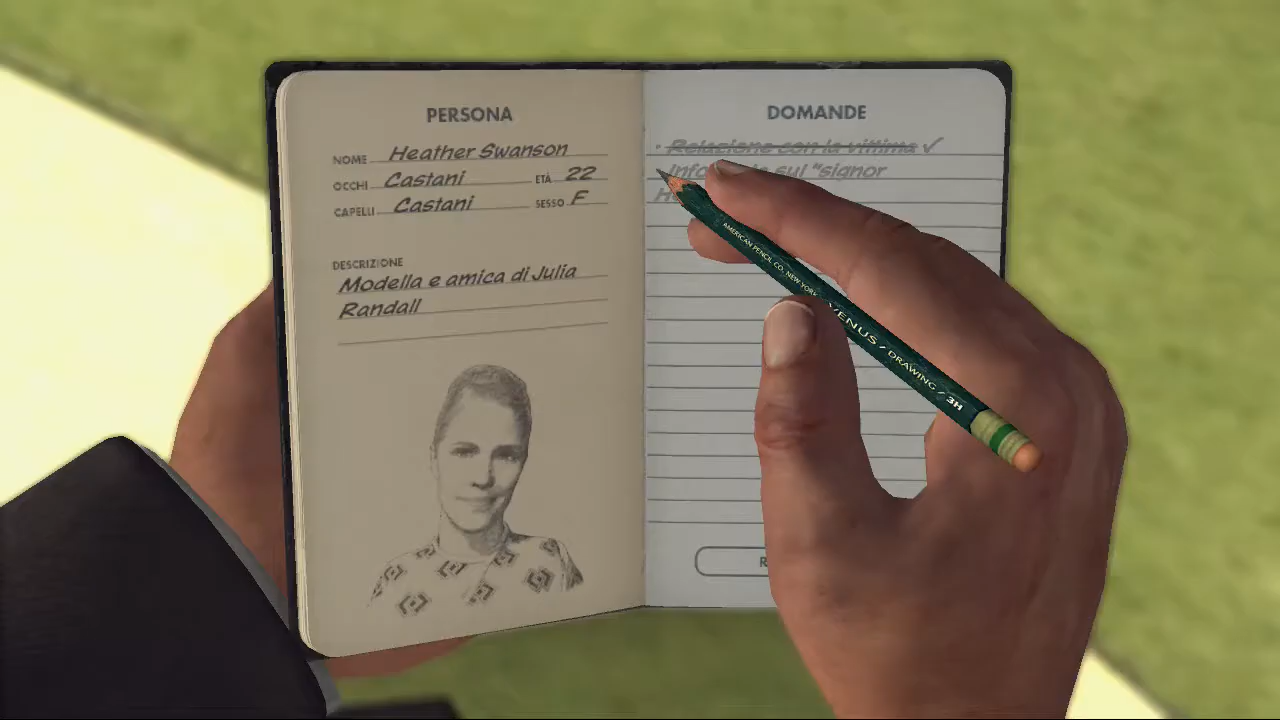 PERSONA
NOME Heather Swanson
OCCHI Castani ETÀ 22
CAPELLI Castani SESSO F
DESCRIZIONE
Modella e amica di Julia
Randall
DOMANDE
• Relazione con la vittima ✓
sul "signor
AMERICAN PENCIL CO. NEW YORK VENUS / DRAWING / 3H